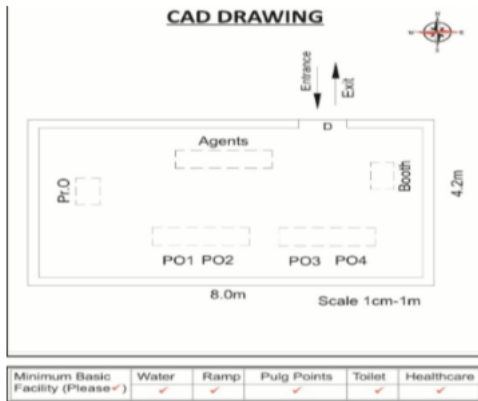 CAD DRAWING
N
W
Entrance
Exit
D
Agents
Pr.O
Booth
4.2m
PO1 PO2
PO3 PO4
8.0m
Scale 1cm-1m
Minimum Basic Facility (Please✓)
Water
Ramp
Pulg Points
Toilet
Healthcare
✓ ✓ ✓ ✓ ✓